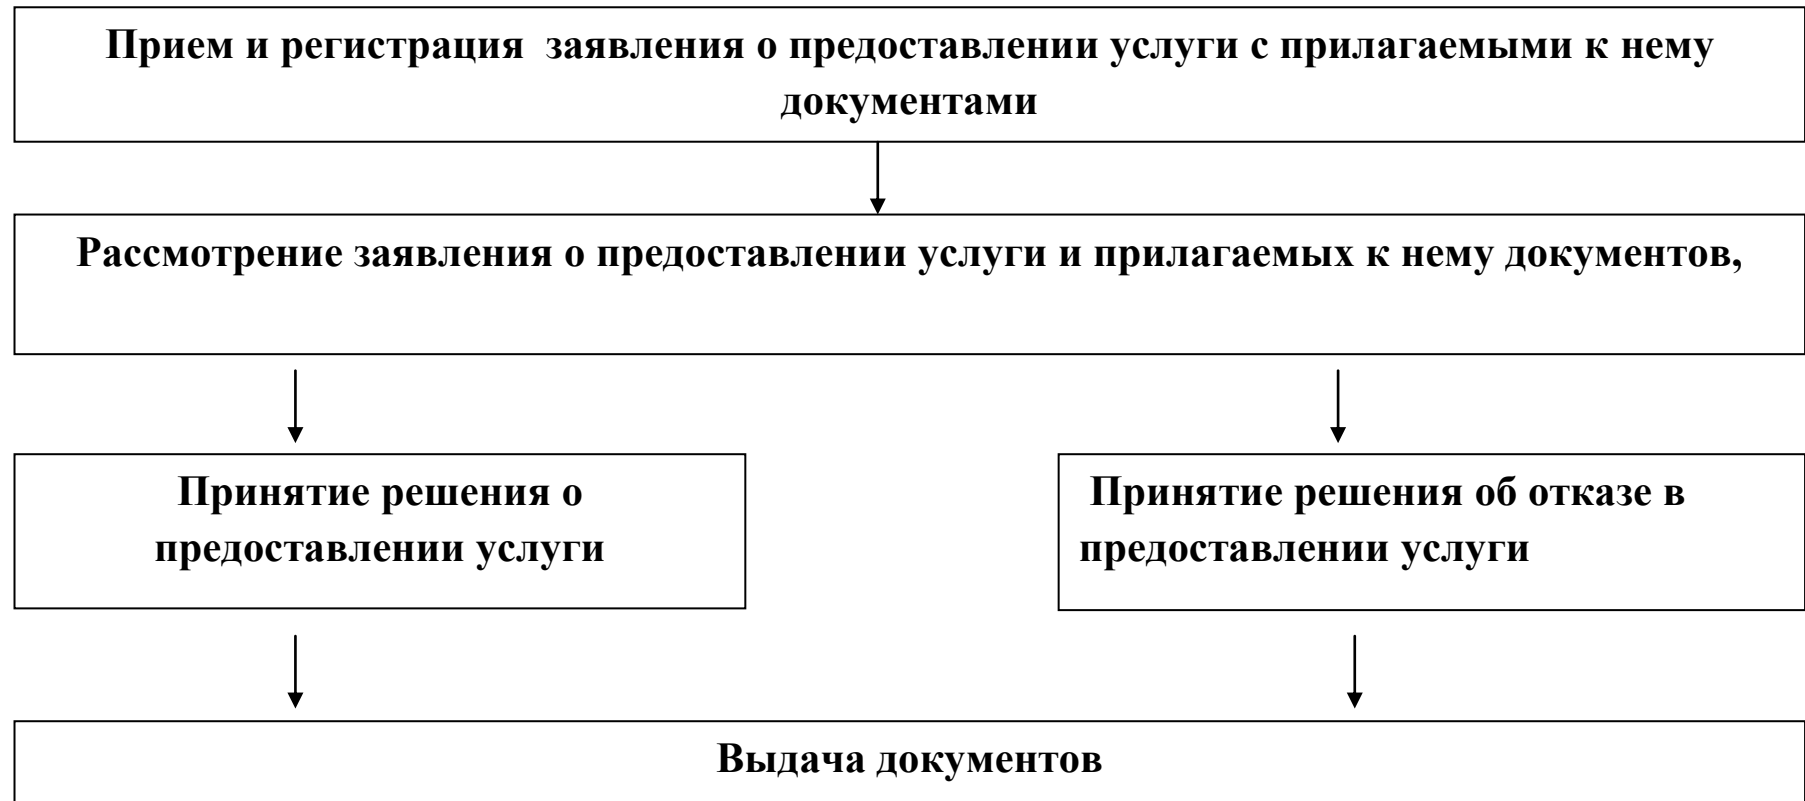 Прием и регистрация  заявления о предоставлении услуги с прилагаемыми к нему
документами
Рассмотрение заявления о предоставлении услуги и прилагаемых к нему документов,
Принятие решения о
предоставлении услуги
Принятие решения об отказе в
предоставлении услуги
Выдача документов